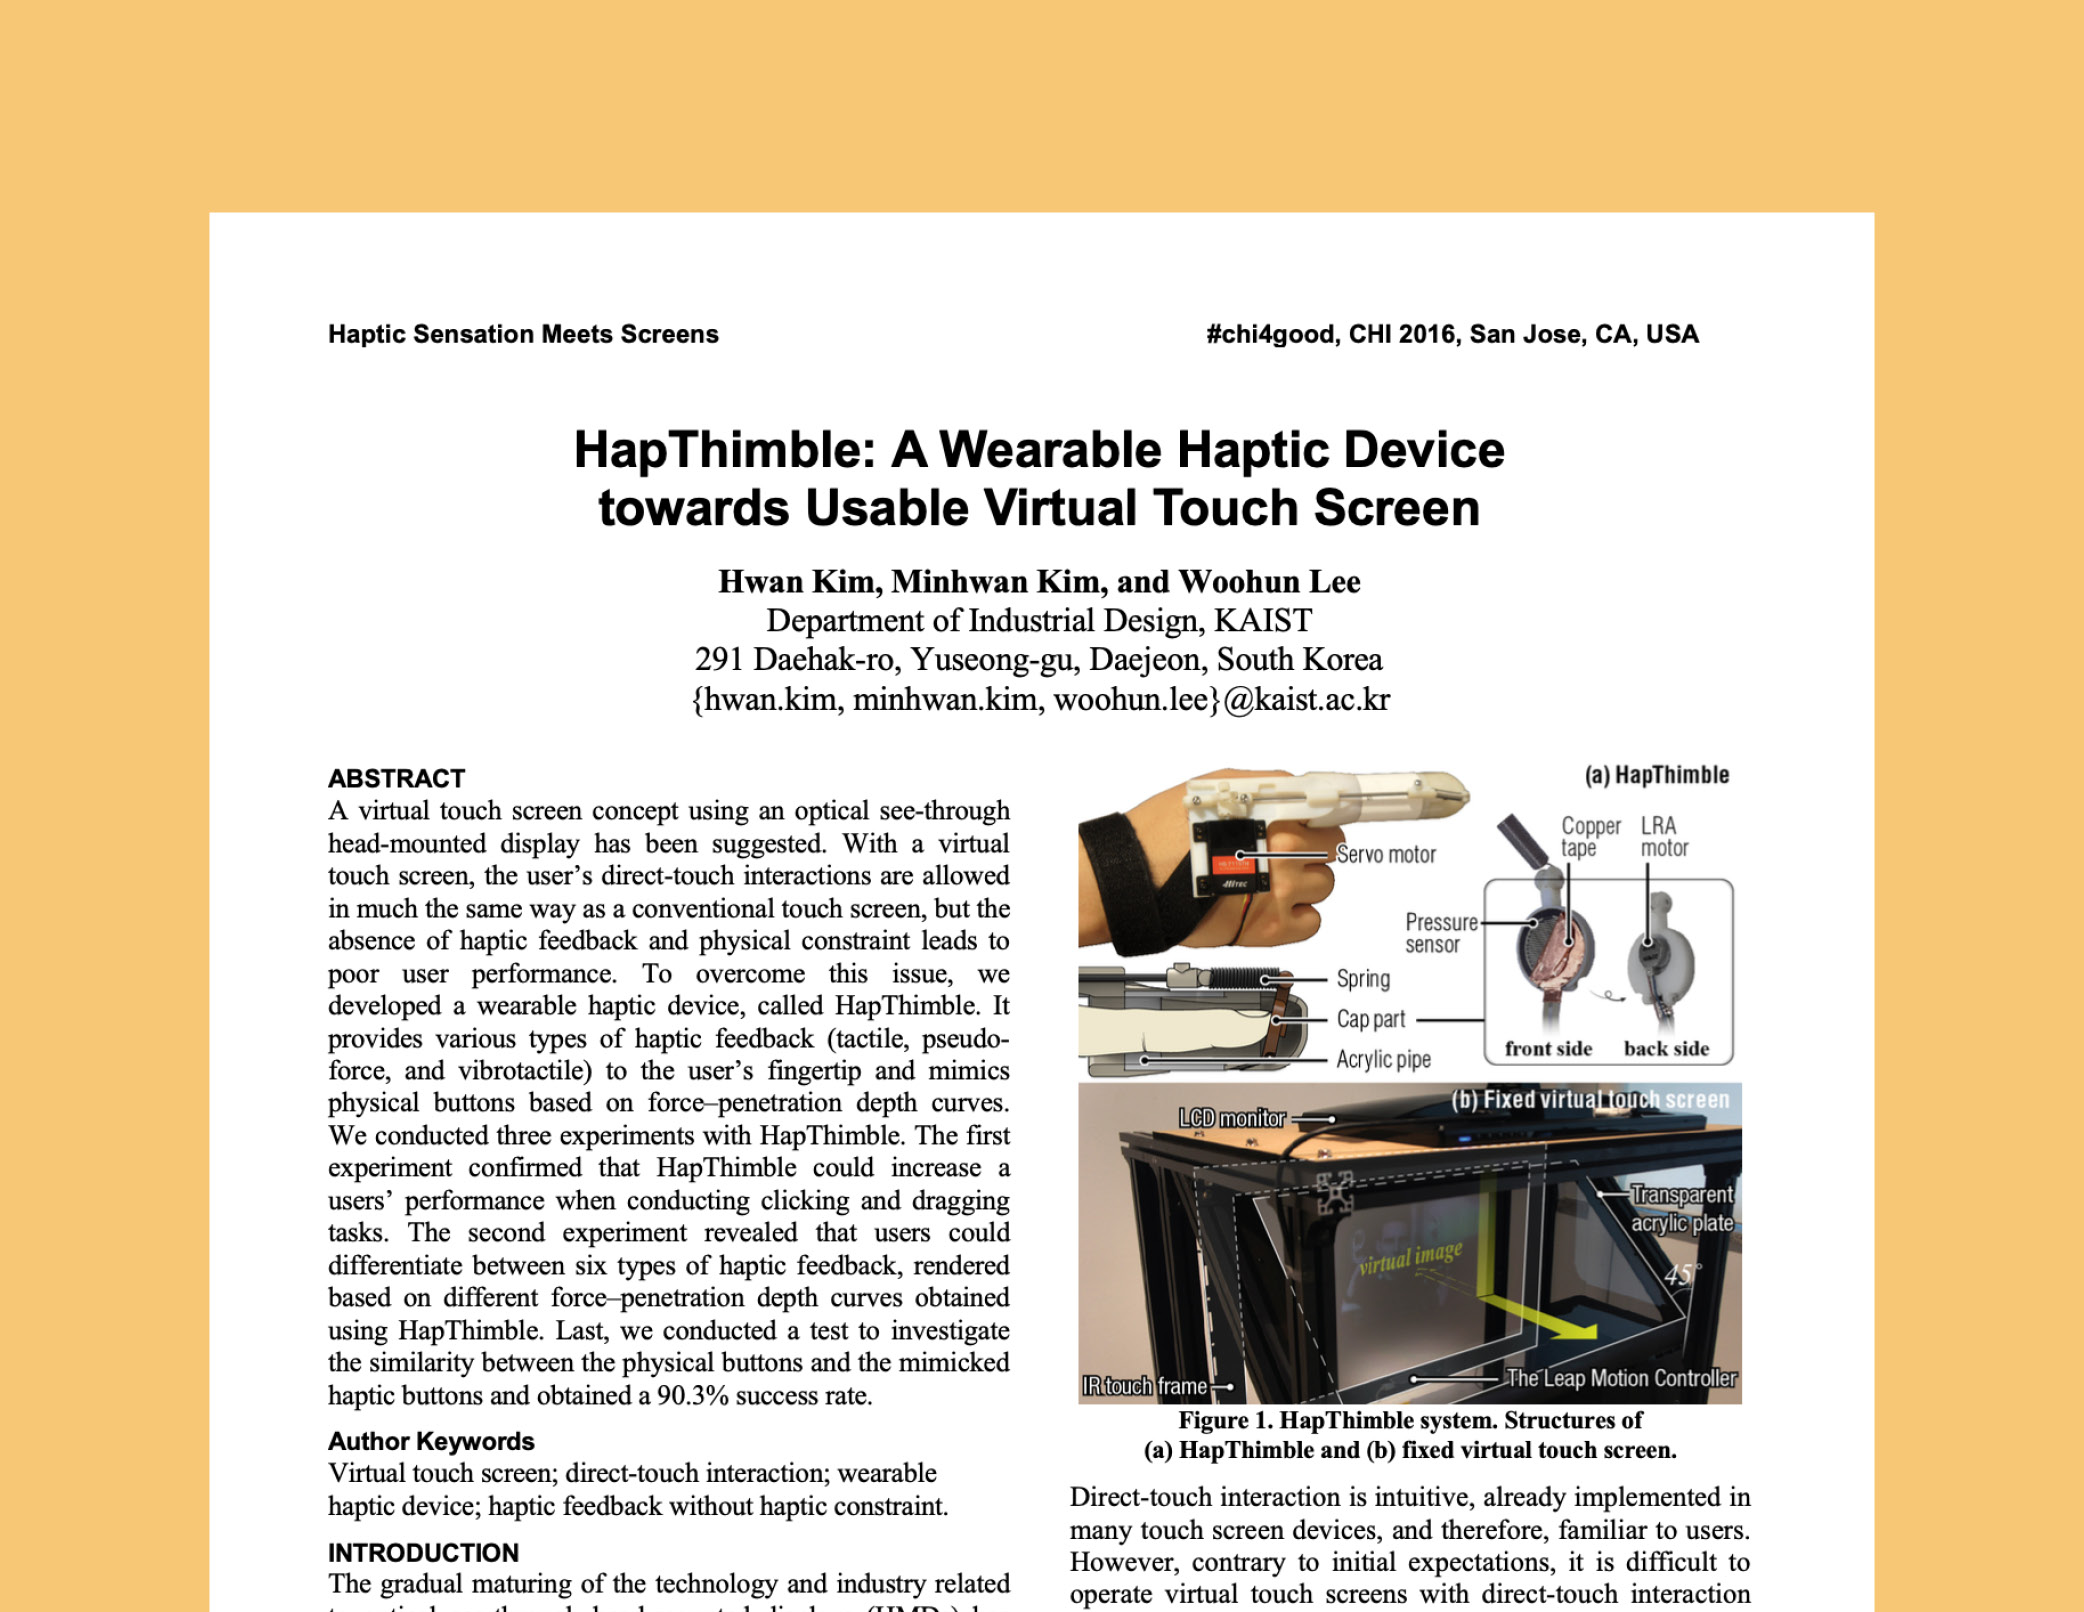 Haptic Sensation Meets Screens
#chi4good, CHI 2016, San Jose, CA, USA
HapThimble: A Wearable Haptic Device
towards Usable Virtual Touch Screen
Hwan Kim, Minhwan Kim, and Woohun Lee
Department of Industrial Design, KAIST
291 Daehak-ro, Yuseong-gu, Daejeon, South Korea
{hwan.kim, minhwan.kim, woohun.lee}@kaist.ac.kr
ABSTRACT
A virtual touch screen concept using an optical see-through
head-mounted display has been suggested. With a virtual
touch screen, the user’s direct-touch interactions are allowed
in much the same way as a conventional touch screen, but the
absence of haptic feedback and physical constraint leads to
poor user performance. To overcome this issue, we
developed a wearable haptic device, called HapThimble. It
provides various types of haptic feedback (tactile, pseudo-
force, and vibrotactile) to the user’s fingertip and mimics
physical buttons based on force–penetration depth curves.
We conducted three experiments with HapThimble. The first
experiment confirmed that HapThimble could increase a
users’ performance when conducting clicking and dragging
tasks. The second experiment revealed that users could
differentiate between six types of haptic feedback, rendered
based on different force–penetration depth curves obtained
using HapThimble. Last, we conducted a test to investigate
the similarity between the physical buttons and the mimicked
haptic buttons and obtained a 90.3% success rate.
Author Keywords
Virtual touch screen; direct-touch interaction; wearable
haptic device; haptic feedback without haptic constraint.
INTRODUCTION
The gradual maturing of the technology and industry related
(a) HapThimble
Copper
tape
LRA
motor
Servo motor
HITEC
Pressure
sensor
Spring
Cap part
Acrylic pipe
front side
back side
(b) Fixed virtual touch screen
LCD monitor
Transparent
acrylic plate
virtual image
45°
IR touch frame
The Leap Motion Controller
Figure 1. HapThimble system. Structures of
(a) HapThimble and (b) fixed virtual touch screen.
Direct-touch interaction is intuitive, already implemented in
many touch screen devices, and therefore, familiar to users.
However, contrary to initial expectations, it is difficult to
operate virtual touch screens with direct-touch interaction